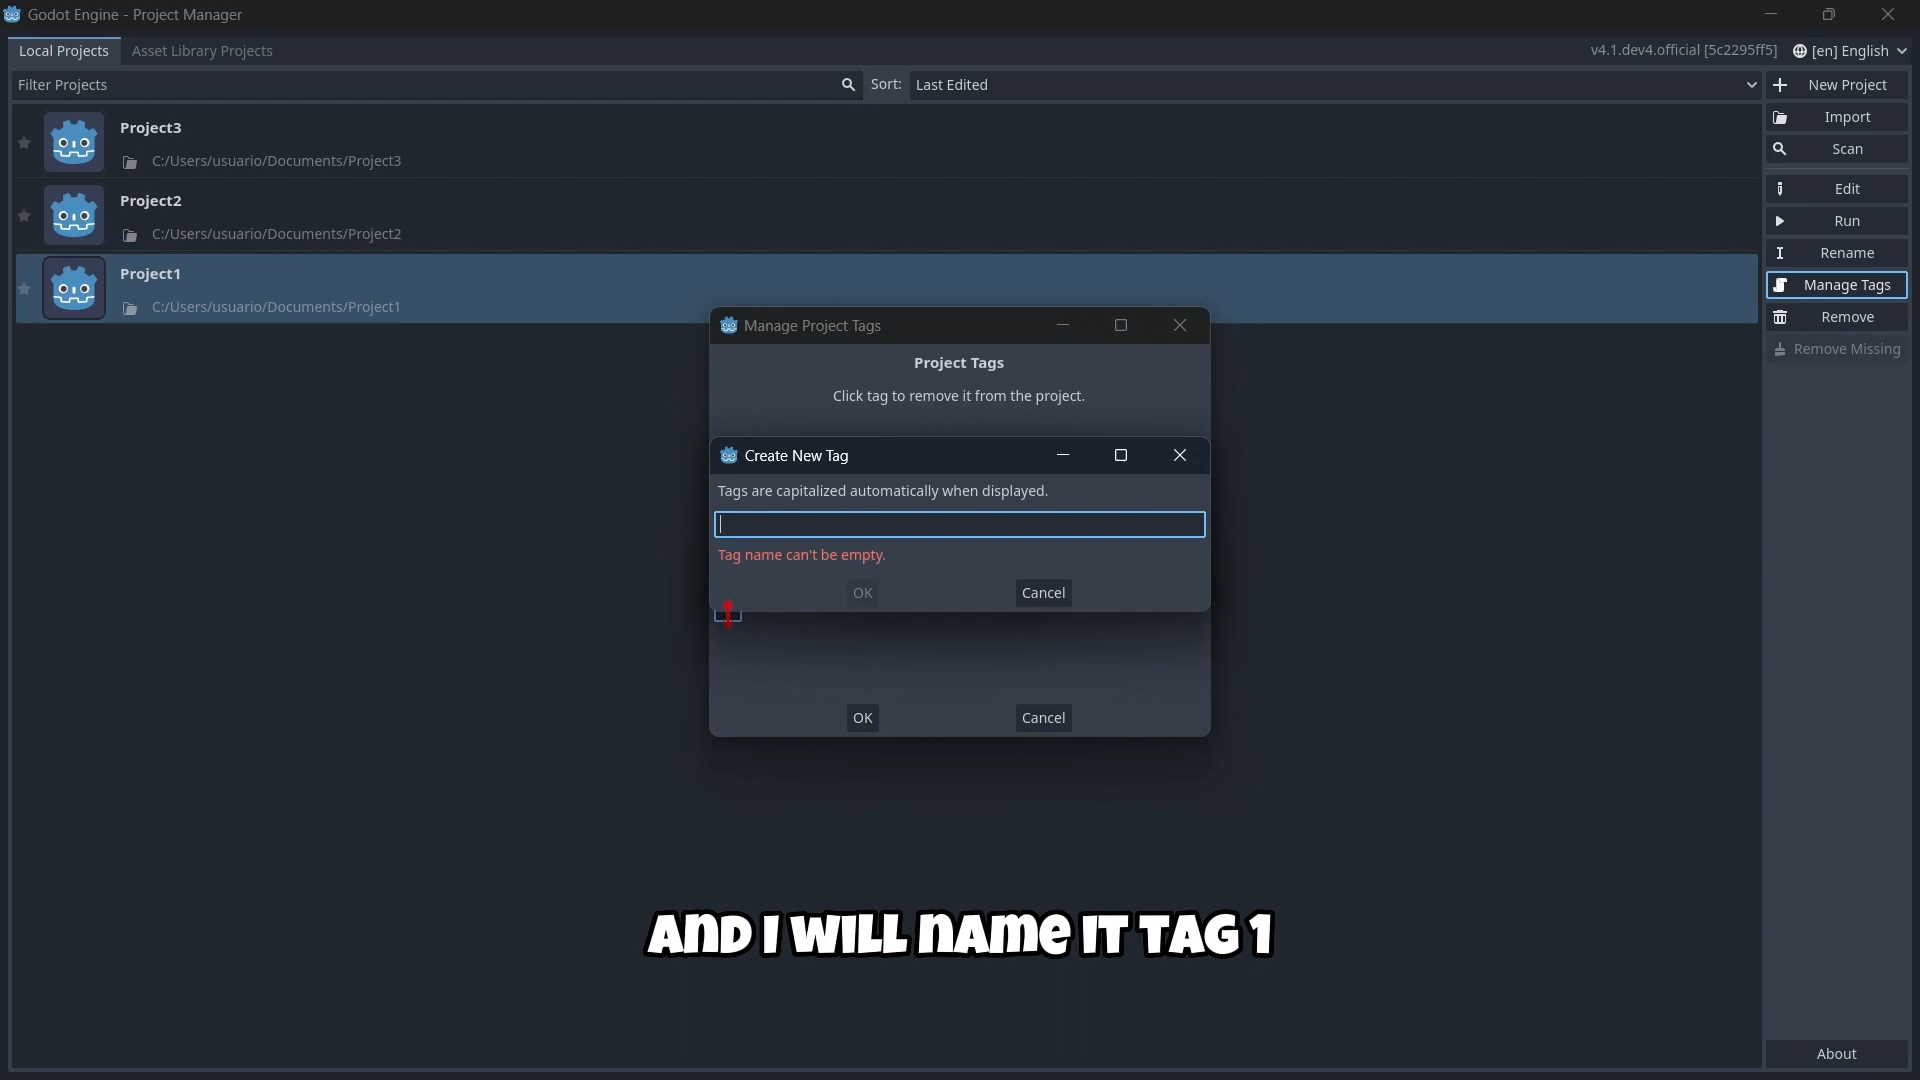 Godot Engine - Project Manager
Local Projects
Asset Library Projects
v4.1.dev4.official [5c2295ff5]
[en] English
Filter Projects
Sort:
Last Edited
New Project
Import
Scan
Edit
Run
Rename
Manage Tags
Remove
Remove Missing
Project3
C:/Users/usuario/Documents/Project3
Project2
C:/Users/usuario/Documents/Project2
Project1
C:/Users/usuario/Documents/Project1
Manage Project Tags
Project Tags
Click tag to remove it from the project.
Create New Tag
Tags are capitalized automatically when displayed.
Tag name can't be empty.
OK
Cancel
OK
Cancel
AND I WILL NAME IT TAG 1
About